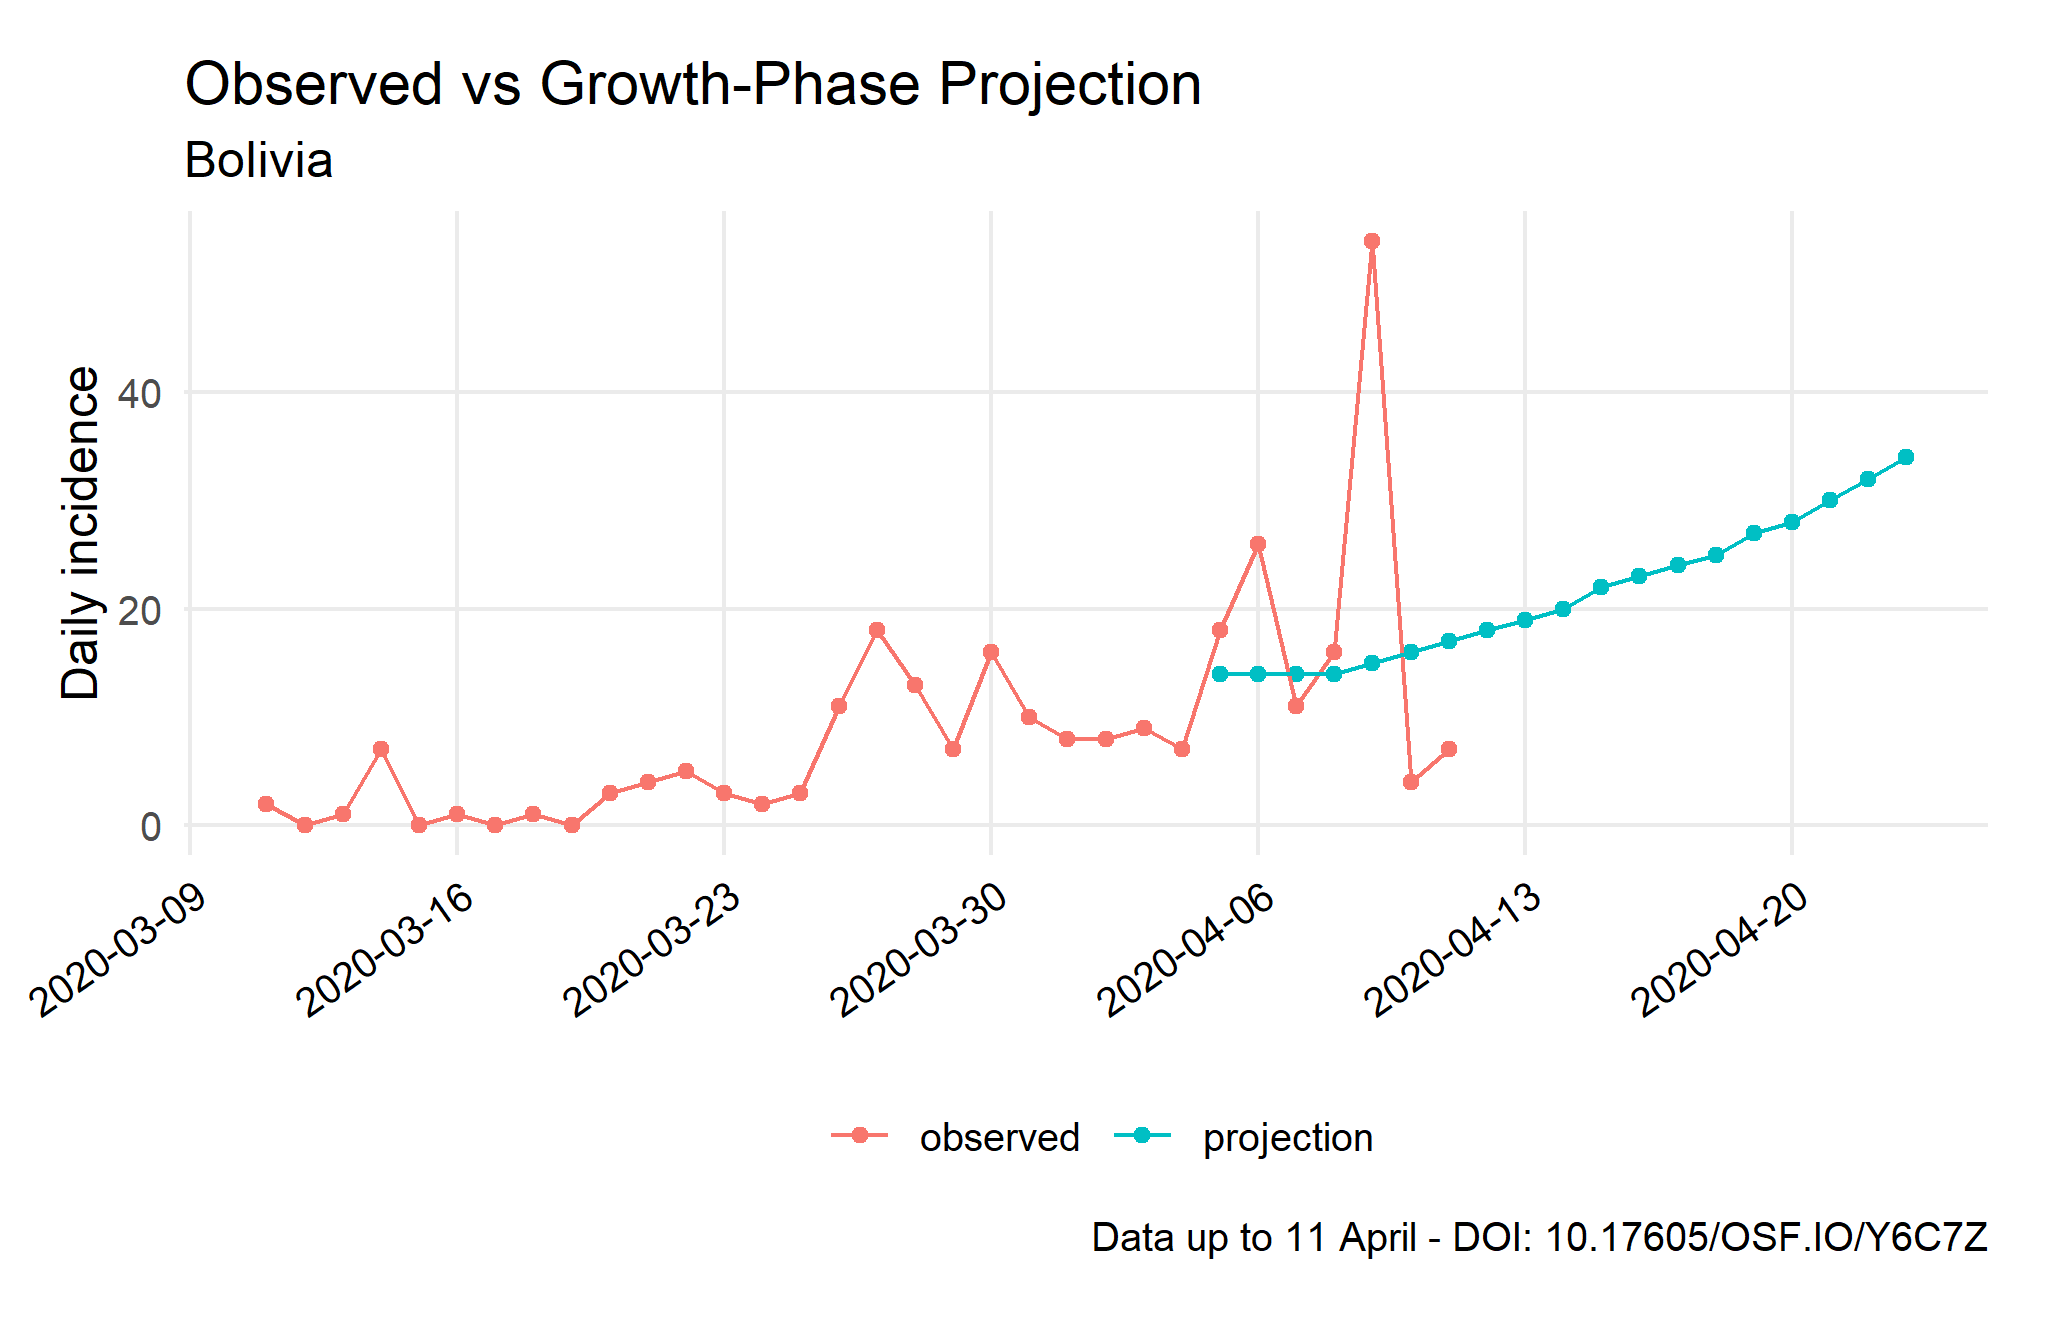 Observed vs Growth-Phase Projection
Bolivia
Daily incidence
40
20
0
2020-03-09
2020-03-16
2020-03-23
2020-03-30
2020-04-06
2020-04-13
2020-04-20
observed
projection
Data up to 11 April - DOI: 10.17605/OSF.IO/Y6C7Z